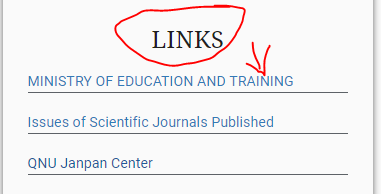 LINKS
MINISTRY OF EDUCATION AND TRAINING
Issues of Scientific Journals Published
QNU Janpan Center